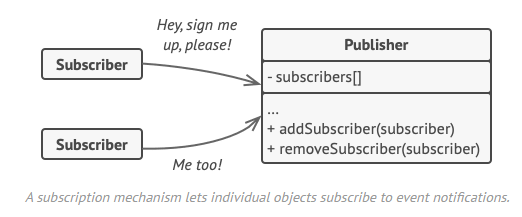 Hey, sign me
up, please!
Subscriber
Publisher
- subscribers[]
...
+ addSubscriber(subscriber)
+ removeSubscriber(subscriber)
Subscriber
Me too!
A subscription mechanism lets individual objects subscribe to event notifications.